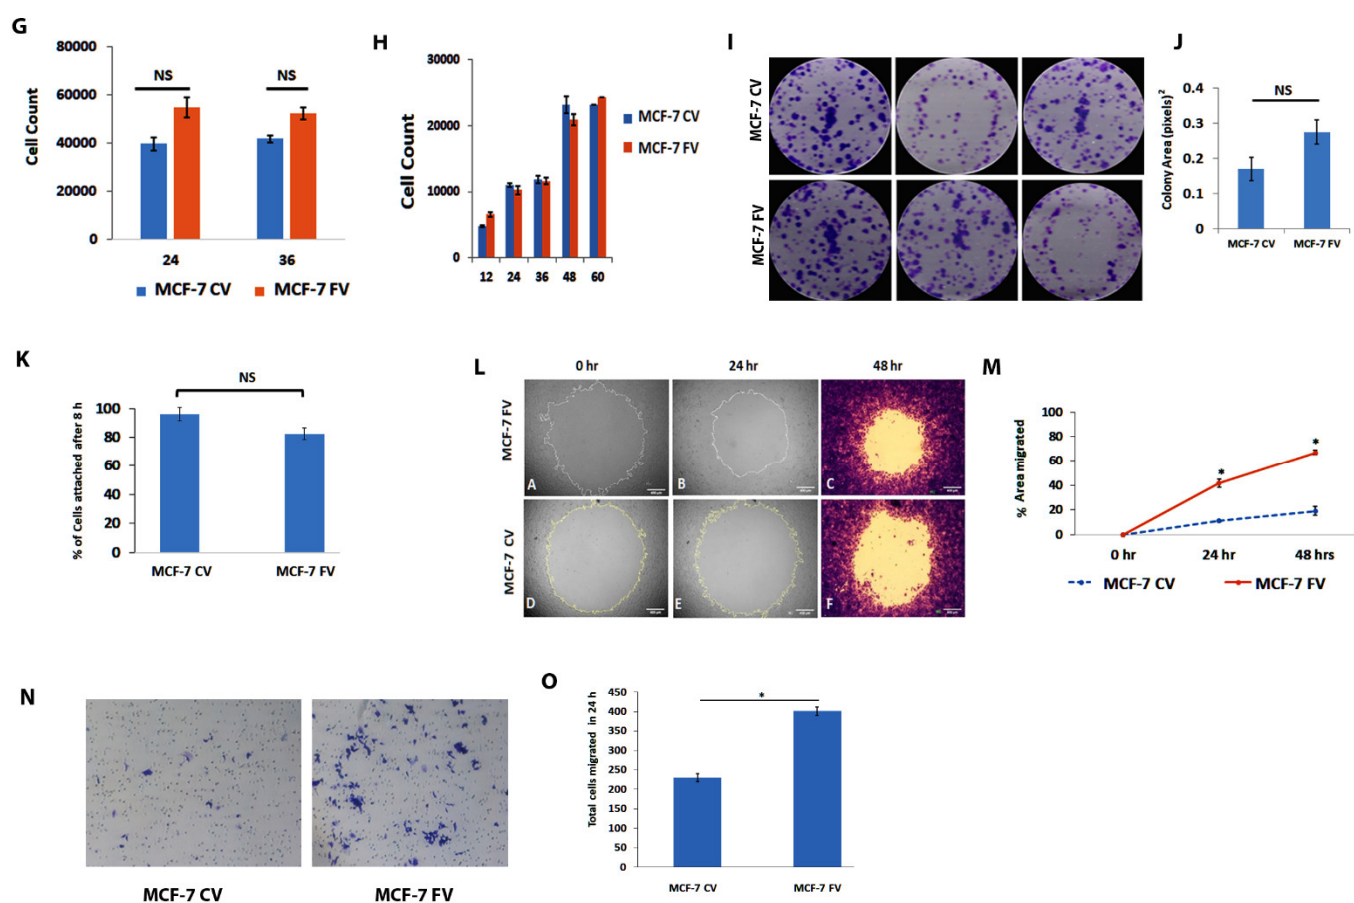 G
80000
60000
40000
20000
0
Cell Count
NS
NS
24
36
MCF-7 CV
MCF-7 FV
H
30000
20000
10000
0
Cell Count
12 24 36 48 60
MCF-7 CV
MCF-7 FV
I
MCF-7 CV
MCF-7 FV
J
0.4
0.3
0.2
0.1
0
Colony Area (pixels)²
NS
MCF-7 CV
MCF-7 FV
K
100
80
60
40
20
0
% of Cells attached after 8 h
NS
MCF-7 CV
MCF-7 FV
L
0 hr
24 hr
48 hr
MCF-7 FV
A
B
C
MCF-7 CV
D
E
F
M
100
80
60
40
20
0
% Area migrated
*
*
0 hr
24 hr
48 hrs
MCF-7 CV
MCF-7 FV
N
MCF-7 CV
MCF-7 FV
O
450
400
350
300
250
200
150
100
50
0
Total cells migrated in 24 h
*
MCF-7 CV
MCF-7 FV